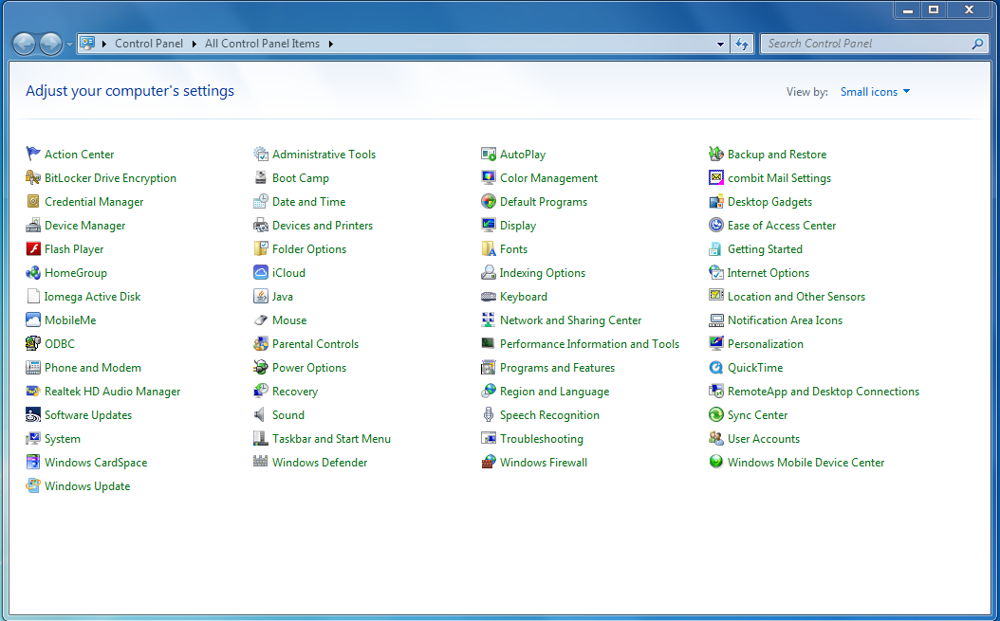 Control Panel All Control Panel Items Search Control Panel
Adjust your computer's settings View by: Small icons
Action Center Administrative Tools AutoPlay Backup and Restore
BitLocker Drive Encryption Boot Camp Color Management combit Mail Settings
Credential Manager Date and Time Default Programs Desktop Gadgets
Device Manager Devices and Printers Display Ease of Access Center
Flash Player Folder Options Fonts Getting Started
HomeGroup iCloud Indexing Options Internet Options
Iomega Active Disk Java Keyboard Location and Other Sensors
MobileMe Mouse Network and Sharing Center Notification Area Icons
ODBC Parental Controls Performance Information and Tools Personalization
Phone and Modem Power Options Programs and Features QuickTime
Realtek HD Audio Manager Recovery Region and Language RemoteApp and Desktop Connections
Software Updates Sound Speech Recognition Sync Center
System Taskbar and Start Menu Troubleshooting User Accounts
Windows CardSpace Windows Defender Windows Firewall Windows Mobile Device Center
Windows Update